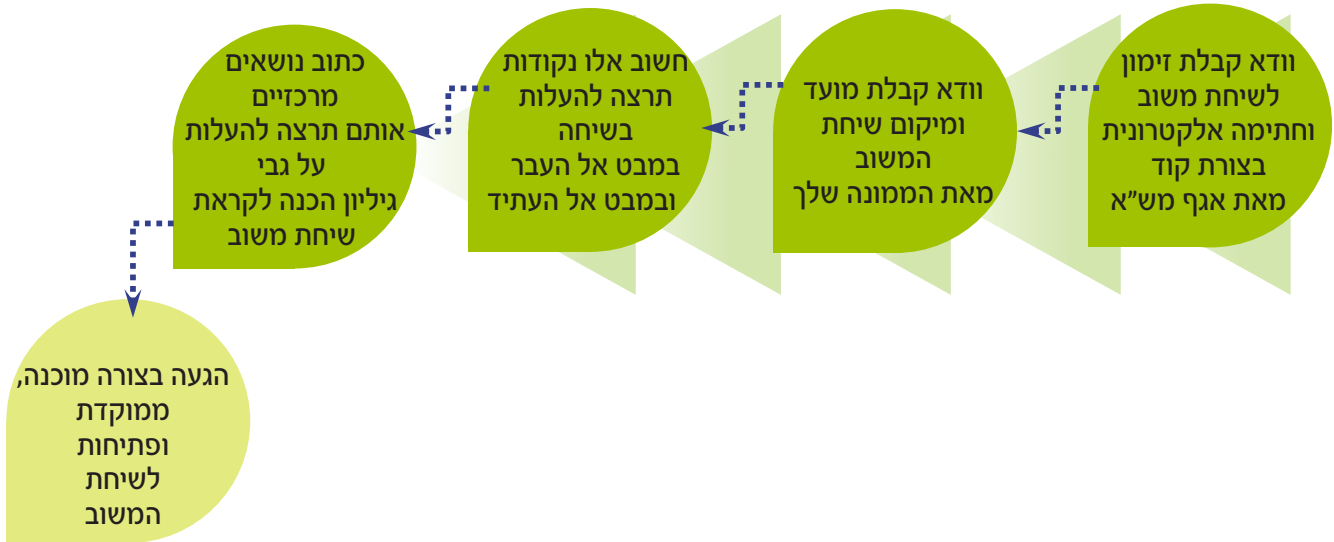 וודא קבלת זימון
לשיחת משוב
וחתימה אלקטרונית
בצורת קוד
מאת אגף מש״א
וודא קבלת מועד
ומיקום שיחת
המשוב
מאת הממונה שלך
חשוב אלו נקודות
תרצה להעלות
בשיחה
במבט אל העבר
ובמבט אל העתיד
כתוב נושאים
מרכזיים
אותם תרצה להעלות
על גבי
גיליון הכנה לקראת
שיחת משוב
הגעה בצורה מוכנה,
ממוקדת
ופתיחות
לשיחת
המשוב